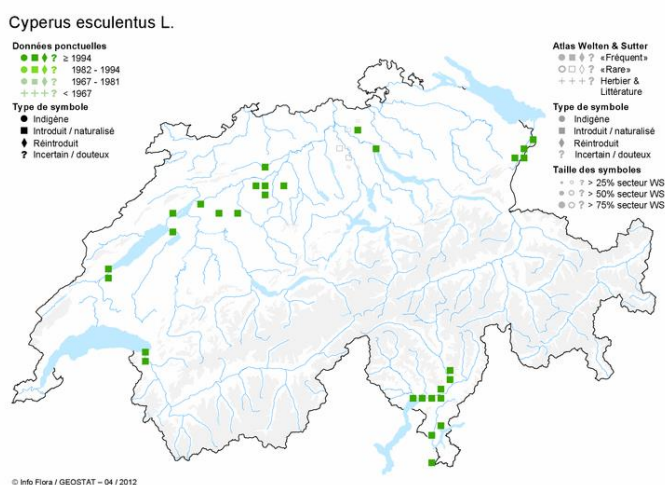 Cyperus esculentus L.
Données ponctuelles
? ≥ 1994
? 1982 - 1994
? 1967 - 1981
++++ < 1967
Type de symbole
Indigène
Introduit / naturalisé
Réintroduit
? Incertain / douteux
Atlas Welten & Sutter
? «Fréquent»
? «Rare»
+++? Herbier &
Littérature
Type de symbole
Indigène
Introduit / naturalisé
Réintroduit
? Incertain / douteux
Taille des symboles
? > 25% secteur WS
? > 50% secteur WS
? > 75% secteur WS
© Info Flora / GEOSTAT – 04 / 2012